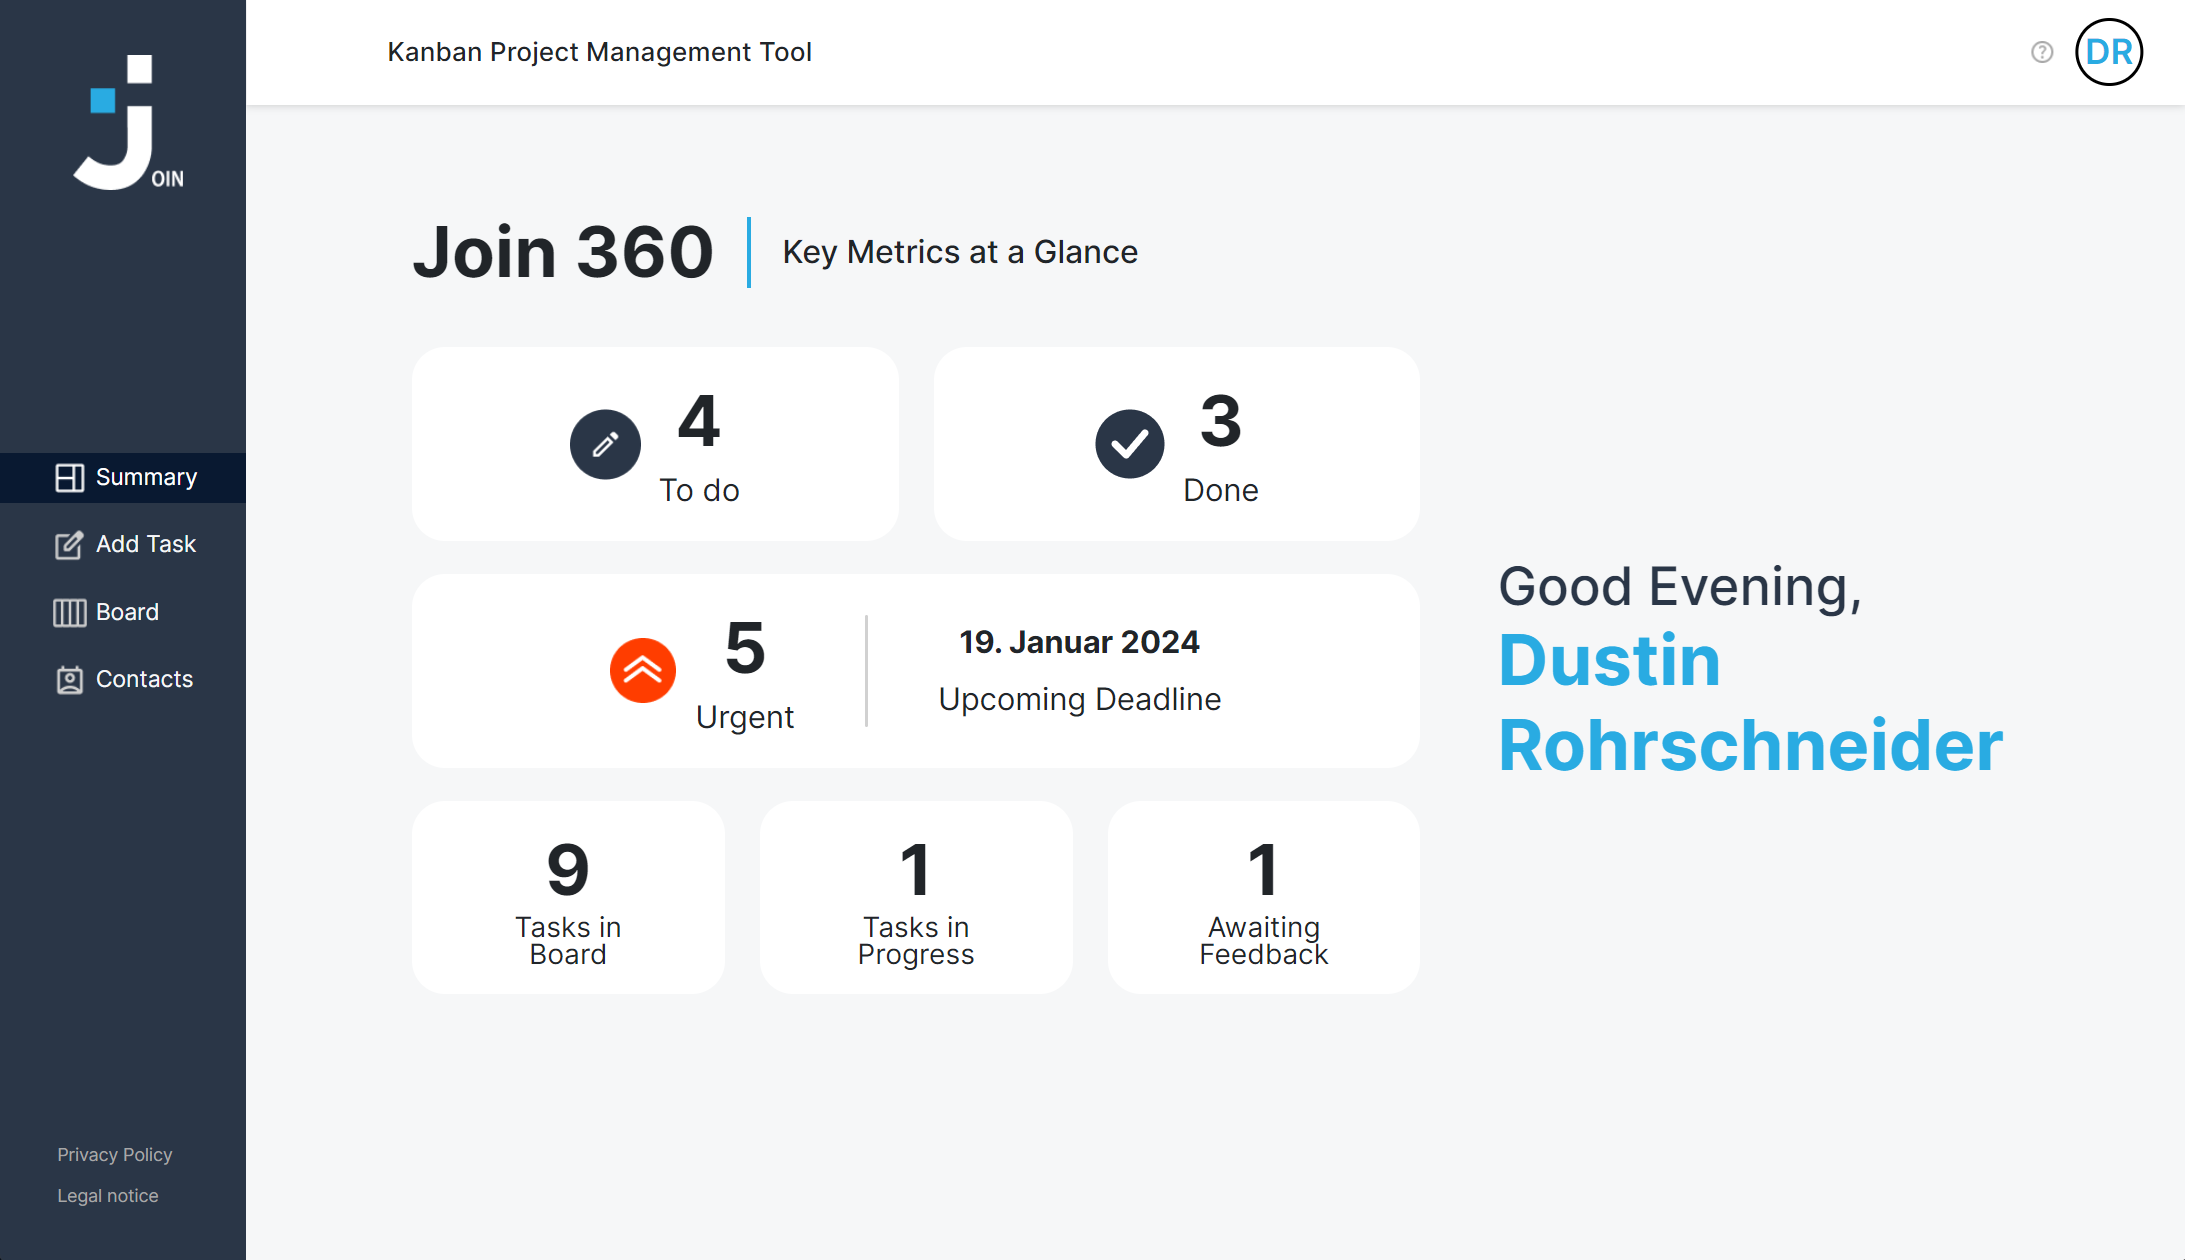 OIN
Summary
Add Task
Board
Contacts
Privacy Policy
Legal notice
Kanban Project Management Tool
?
DR
Join 360
Key Metrics at a Glance
4
To do
3
Done
5
Urgent
19. Januar 2024
Upcoming Deadline
9
Tasks in
Board
1
Tasks in
Progress
1
Awaiting
Feedback
Good Evening,
Dustin
Rohrschneider